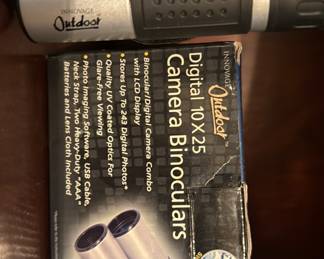 INNOVAGE
Outdoor
INNOVAGE
Outdoor™
Digital 10X25
Camera Binoculars
• Binocular/Digital Camera Combo
with LCD Display
• Stores Up To 243 Digital Photos*
• Quality UV Coated Optics For
Glare-Free Viewing
• Photo Imaging Software, USB Cable,
Neck Strap, Two Heavy-Duty "AAA"
Batteries and Lens Cloth Included